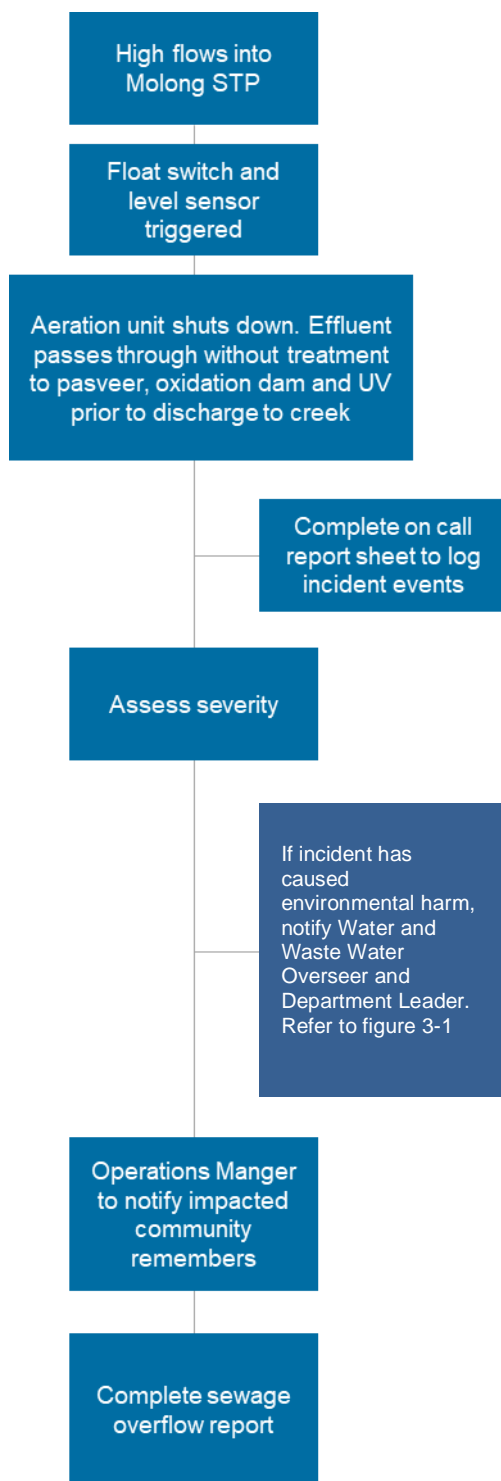 High flows into
Molong STP
Float switch and
level sensor
triggered
Aeration unit shuts down. Effluent
passes through without treatment
to pasveer, oxidation dam and UV
prior to discharge to creek
Complete on call
report sheet to log
incident events
Assess severity
If incident has
caused
environmental harm,
notify Water and
Waste Water
Overseer and
Department Leader.
Refer to figure 3-1
Operations Manger
to notify impacted
community
remembers
Complete sewage
overflow report